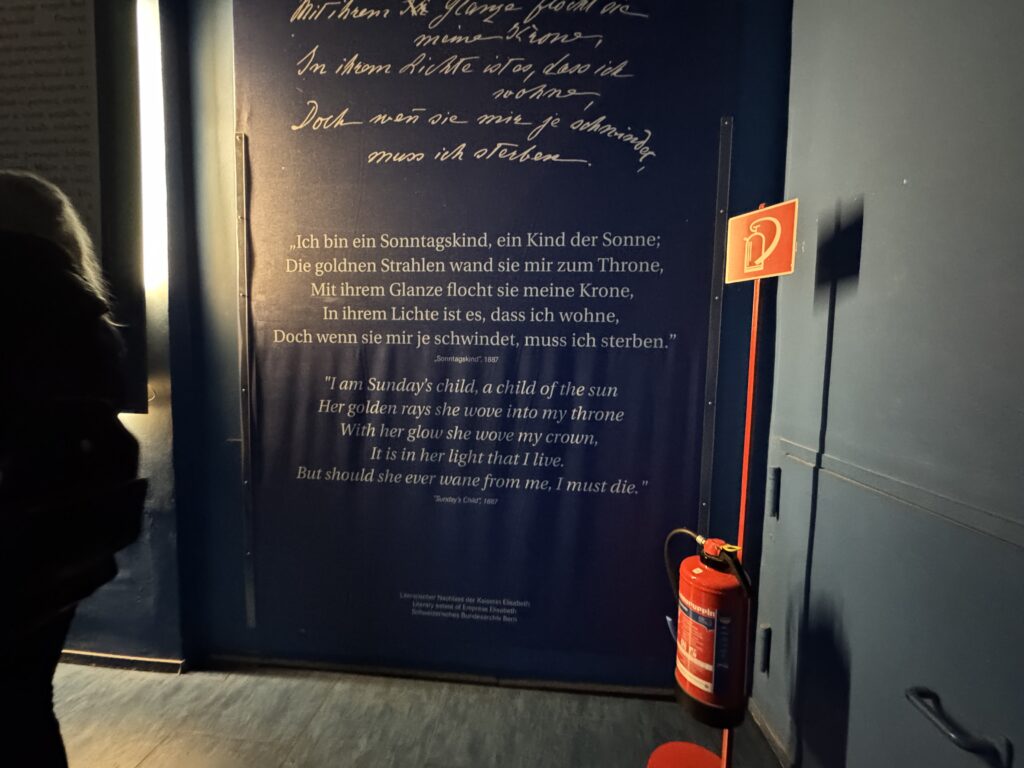 Mit ihrem Glanze flocht sie
meine Krone,
In ihrem Lichte ist es, dass ich
wohne,
Doch wen̄ sie mir je schwindet,
muss ich sterben.
„Ich bin ein Sonntagskind, ein Kind der Sonne;
Die goldnen Strahlen wand sie mir zum Throne,
Mit ihrem Glanze flocht sie meine Krone,
In ihrem Lichte ist es, dass ich wohne,
Doch wenn sie mir je schwindet, muss ich sterben.”
„Sonntagskind”, 1887
"I am Sunday's child, a child of the sun
Her golden rays she wove into my throne
With her glow she wove my crown,
It is in her light that I live.
But should she ever wane from me, I must die."
"Sunday's Child", 1887
Literarischer Nachlass der Kaiserin Elisabeth
Literary estate of Empress Elisabeth
Schweizerisches Bundesarchiv Bern